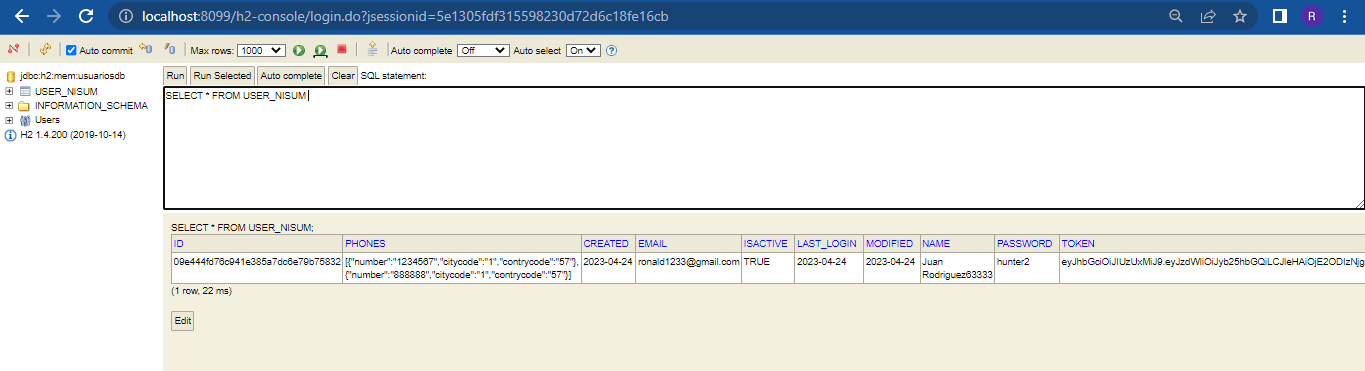 localhost:8099/h2-console/login.do?jsessionid=5e1305fdf315598230d72d6c18fe16cb
R
Auto commit Max rows: 1000 Auto complete Off Auto select On
jdbc:h2:mem:usuariosdb
USER_NISUM
INFORMATION_SCHEMA
Users
H2 1.4.200 (2019-10-14)
Run Run Selected Auto complete Clear SQL statement:
SELECT * FROM USER_NISUM
SELECT * FROM USER_NISUM;
ID PHONES CREATED EMAIL ISACTIVE LAST_LOGIN MODIFIED NAME PASSWORD TOKEN
09e444fd76c941e385a7dc6e79b75832 [{"number":"1234567","citycode":"1","contrycode":"57"}, 2023-04-24 ronald1233@gmail.com TRUE 2023-04-24 2023-04-24 Juan hunter2
{"number":"888888","citycode":"1","contrycode":"57"}] Rodriguez63333
(1 row, 22 ms)
Edit